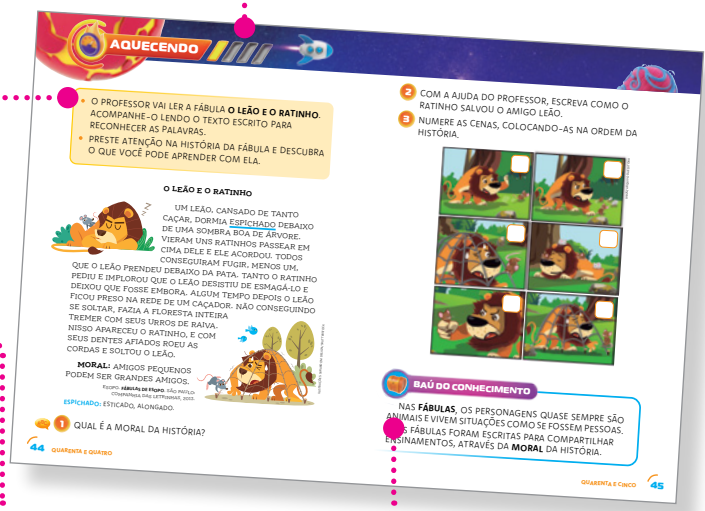 AQUECENDO
• O PROFESSOR VAI LER A FÁBULA O LEÃO E O RATINHO.
ACOMPANHE-O LENDO O TEXTO ESCRITO PARA
RECONHECER AS PALAVRAS.
• PRESTE ATENÇÃO NA HISTÓRIA DA FÁBULA E DESCUBRA
O QUE VOCÊ PODE APRENDER COM ELA.
O LEÃO E O RATINHO
UM LEÃO, CANSADO DE TANTO
CAÇAR, DORMIA ESPICHADO DEBAIXO
DE UMA SOMBRA BOA DE ÁRVORE.
VIERAM UNS RATINHOS PASSEAR EM
CIMA DELE E ELE ACORDOU. TODOS
CONSEGUIRAM FUGIR, MENOS UM,
QUE O LEÃO PRENDEU DEBAIXO DA PATA. TANTO O RATINHO
PEDIU E IMPLOROU QUE O LEÃO DESISTIU DE ESMAGÁ-LO E
DEIXOU QUE FOSSE EMBORA. ALGUM TEMPO DEPOIS O LEÃO
FICOU PRESO NA REDE DE UM CAÇADOR. NÃO CONSEGUINDO
SE SOLTAR, FAZIA A FLORESTA INTEIRA
TREMER COM SEUS URROS DE RAIVA.
NISSO APARECEU O RATINHO, E COM
SEUS DENTES AFIADOS ROEU AS
CORDAS E SOLTOU O LEÃO.
MORAL: AMIGOS PEQUENOS
PODEM SER GRANDES AMIGOS.
ESOPO. FÁBULAS DE ESOPO. SÃO PAULO:
COMPANHIA DAS LETRINHAS, 2013.
ESPICHADO: ESTICADO, ALONGADO.
1 QUAL É A MORAL DA HISTÓRIA?
44 QUARENTA E QUATRO
2 COM A AJUDA DO PROFESSOR, ESCREVA COMO O
RATINHO SALVOU O AMIGO LEÃO.
3 NUMERE AS CENAS, COLOCANDO-AS NA ORDEM DA
HISTÓRIA.
BAÚ DO CONHECIMENTO
NAS FÁBULAS, OS PERSONAGENS QUASE SEMPRE SÃO
ANIMAIS E VIVEM SITUAÇÕES COMO SE FOSSEM PESSOAS.
FÁBULAS FORAM ESCRITAS PARA COMPARTILHAR
ENSINAMENTOS, ATRAVÉS DA MORAL DA HISTÓRIA.
QUARENTA E CINCO 45